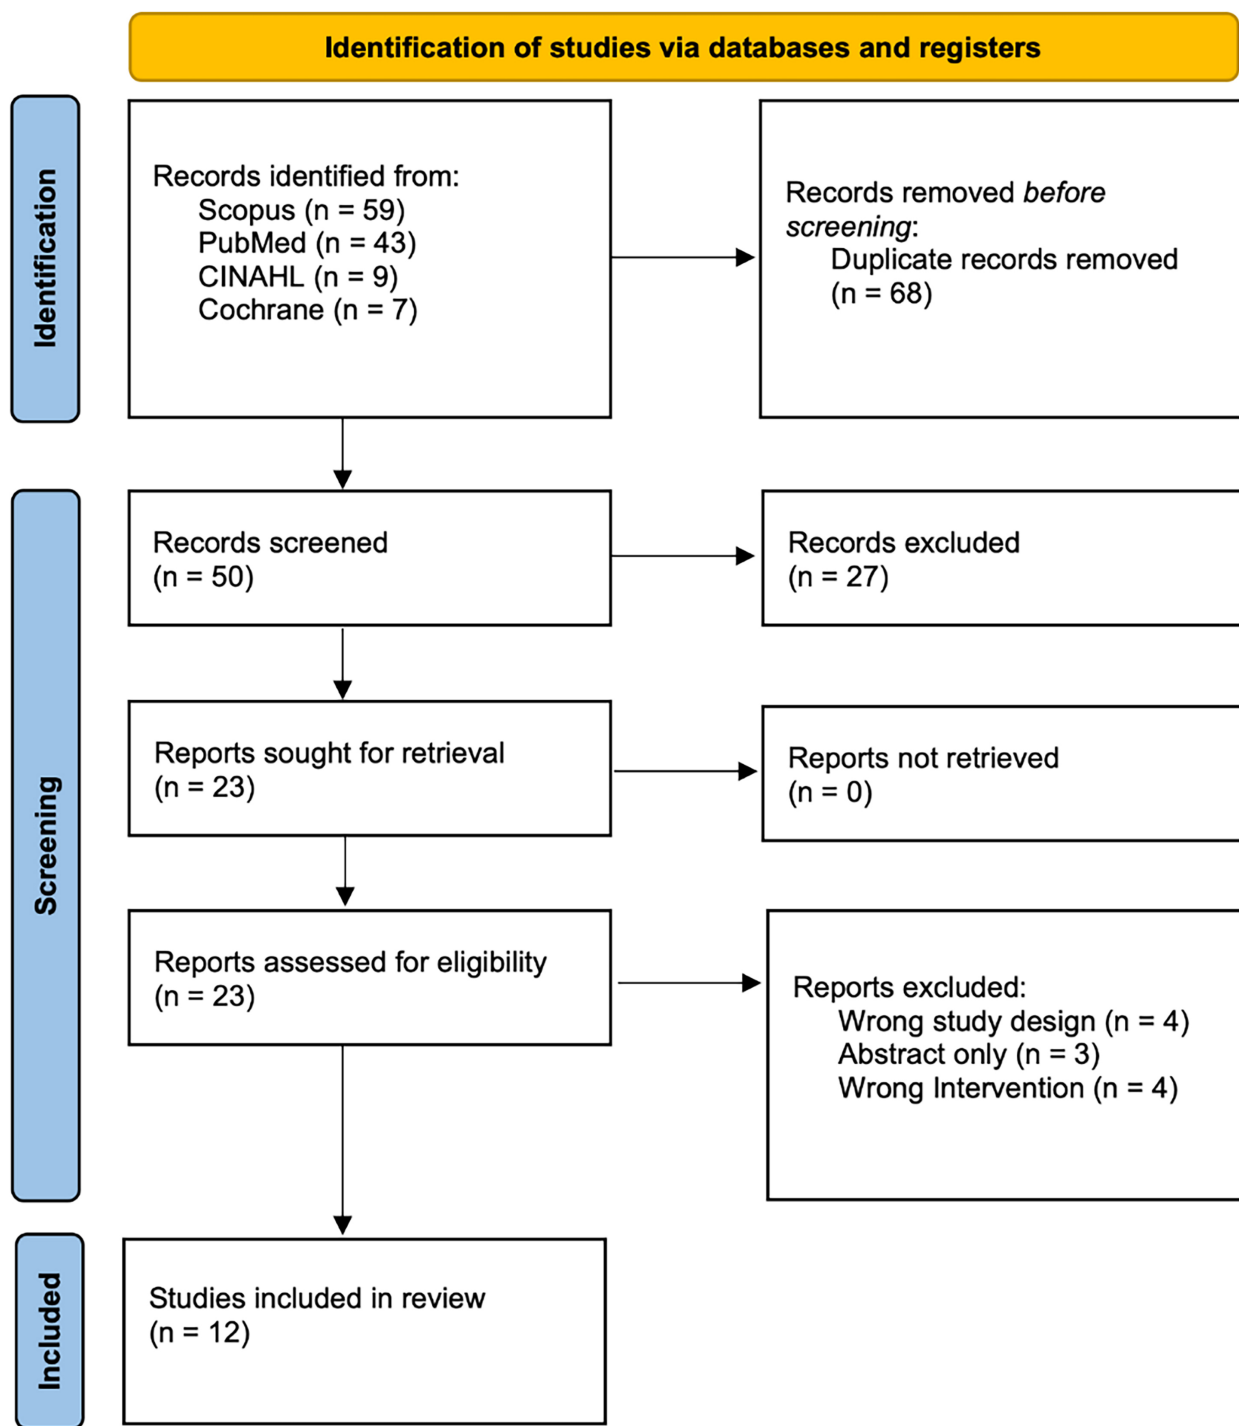 Identification of studies via databases and registers
Identification
Records identified from:
Scopus (n = 59)
PubMed (n = 43)
CINAHL (n = 9)
Cochrane (n = 7)
Records removed before
screening:
Duplicate records removed
(n = 68)
Screening
Records screened
(n = 50)
Records excluded
(n = 27)
Reports sought for retrieval
(n = 23)
Reports not retrieved
(n = 0)
Reports assessed for eligibility
(n = 23)
Reports excluded:
Wrong study design (n = 4)
Abstract only (n = 3)
Wrong Intervention (n = 4)
Included
Studies included in review
(n = 12)